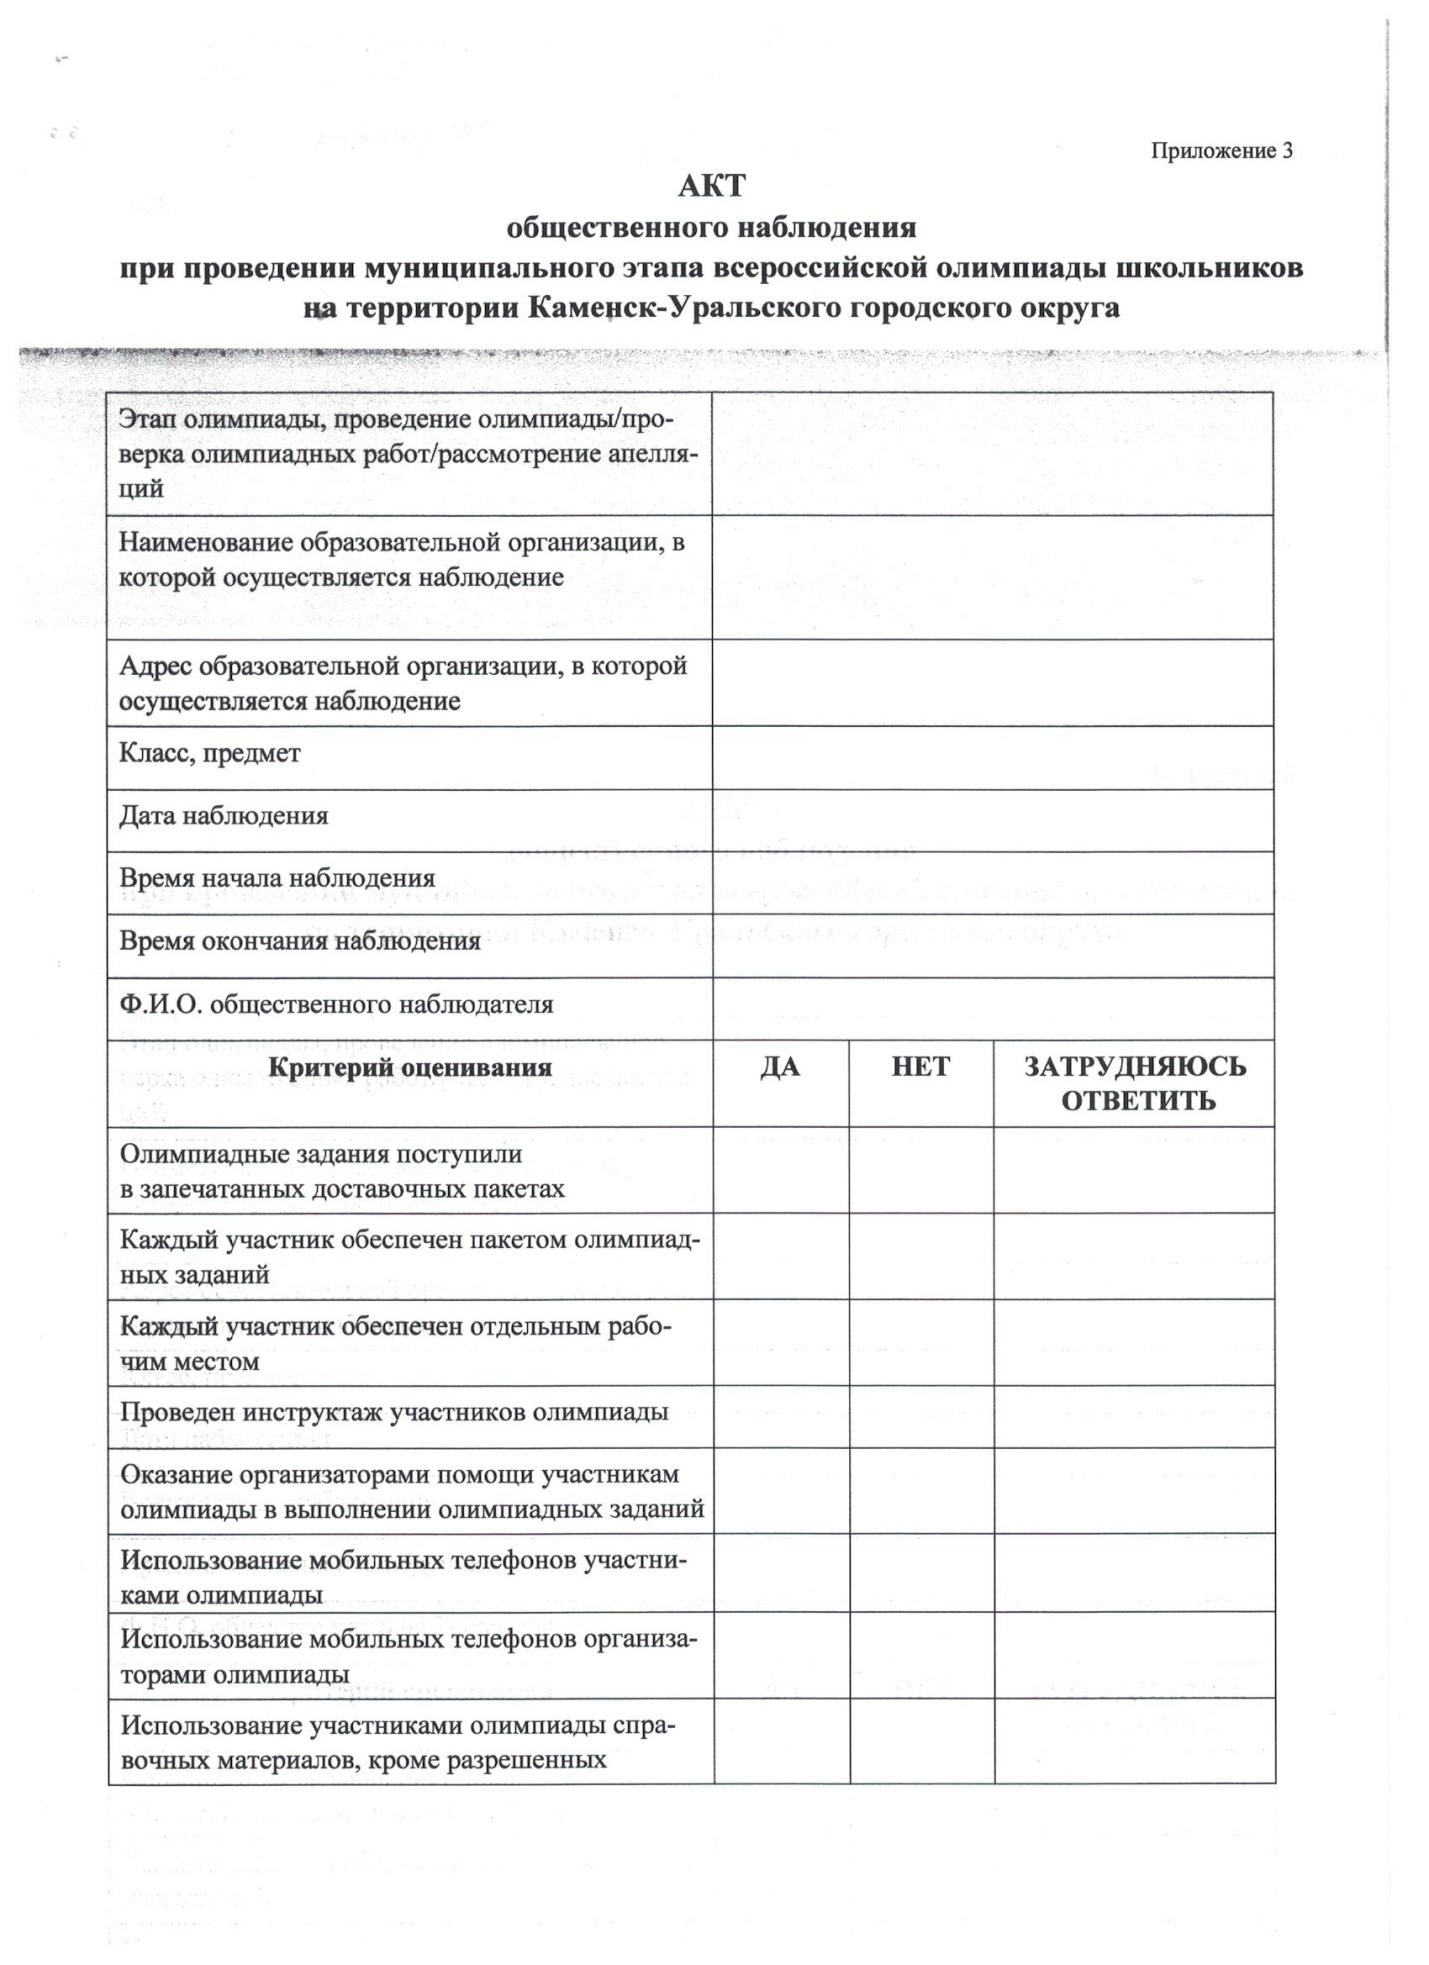 Приложение 3
АКТ
общественного наблюдения
при проведении муниципального этапа всероссийской олимпиады школьников
на территории Каменск-Уральского городского округа
Этап олимпиады, проведение олимпиады/про-
верка олимпиадных работ/рассмотрение апелля-
ций
Наименование образовательной организации, в
которой осуществляется наблюдение
Адрес образовательной организации, в которой
осуществляется наблюдение
Класс, предмет
Дата наблюдения
Время начала наблюдения
Время окончания наблюдения
Ф.И.О. общественного наблюдателя
Критерий оценивания ДА НЕТ ЗАТРУДНЯЮСЬ
ОТВЕТИТЬ
Олимпиадные задания поступили
в запечатанных доставочных пакетах
Каждый участник обеспечен пакетом олимпиад-
ных заданий
Каждый участник обеспечен отдельным рабо-
чим местом
Проведен инструктаж участников олимпиады
Оказание организаторами помощи участникам
олимпиады в выполнении олимпиадных заданий
Использование мобильных телефонов участни-
ками олимпиады
Использование мобильных телефонов организа-
торами олимпиады
Использование участниками олимпиады спра-
вочных материалов, кроме разрешенных